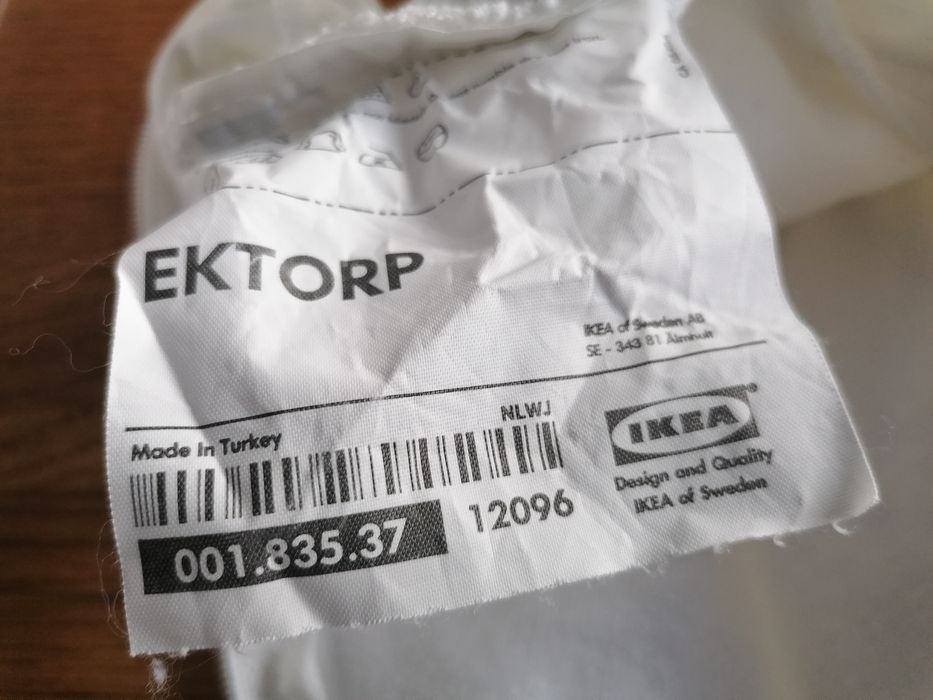 EKTORP
IKEA of Sweden AB
SE - 343 81 Älmhult
NLWJ
Made In Turkey
IKEA®
Design and Quality
IKEA of Sweden
12096
001.835.37